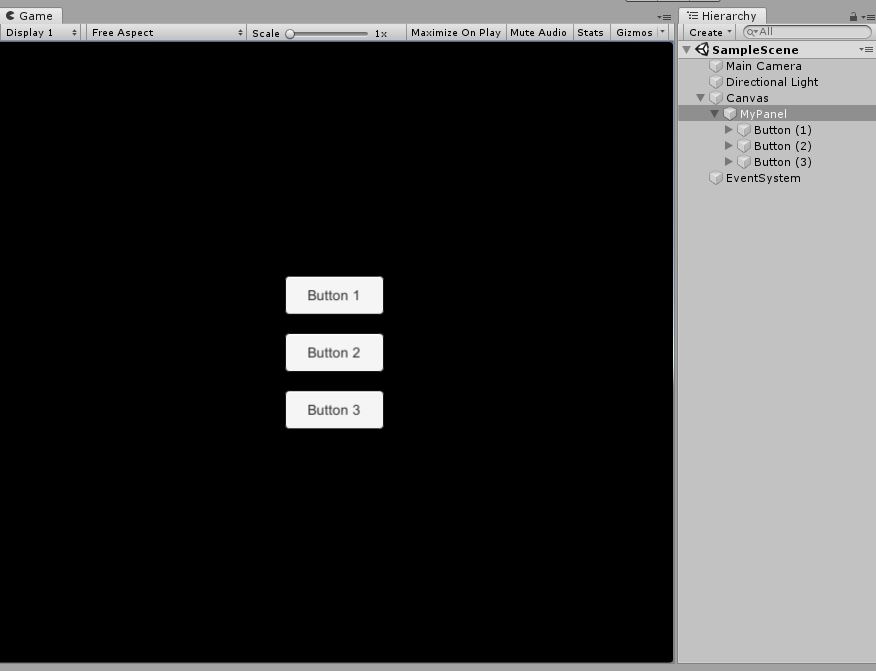 Game
Display 1 Free Aspect Scale 1x Maximize On Play Mute Audio Stats Gizmos
Button 1
Button 2
Button 3
Hierarchy
Create All
SampleScene
Main Camera
Directional Light
Canvas
MyPanel
Button (1)
Button (2)
Button (3)
EventSystem